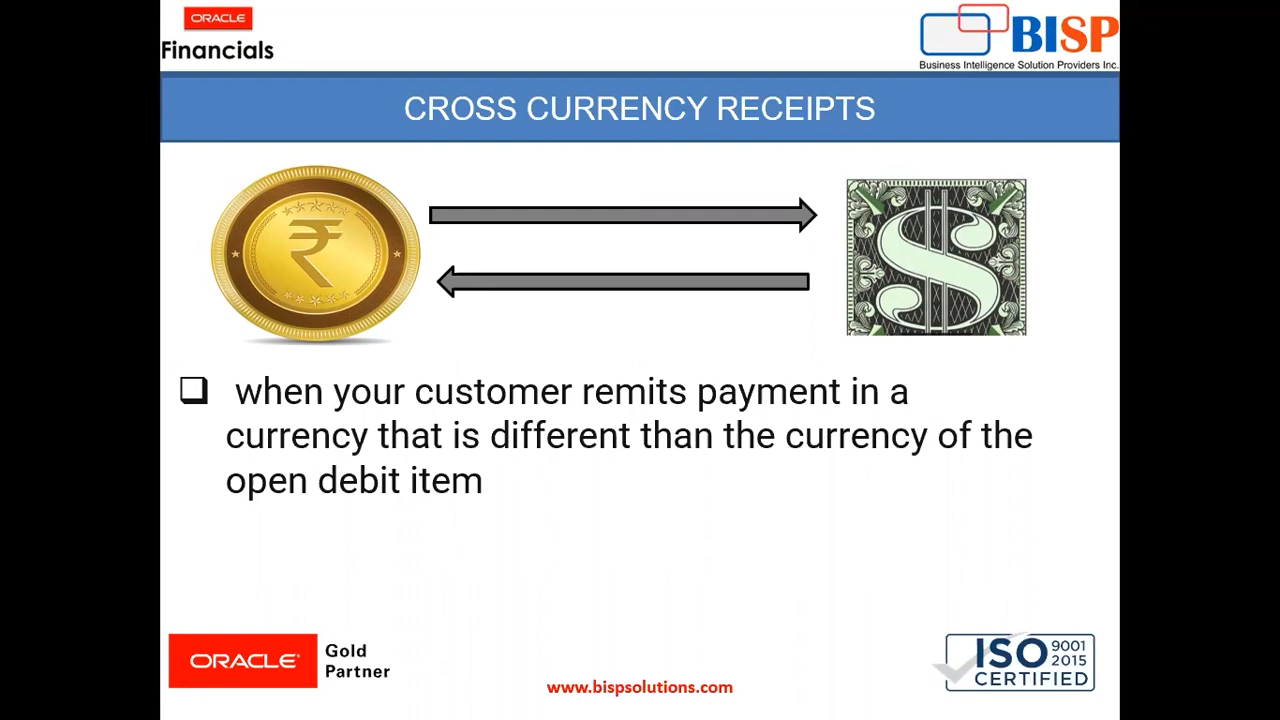 ORACLE
Financials
BISP
Business Intelligence Solution Providers Inc.
CROSS CURRENCY RECEIPTS
₹
$
when your customer remits payment in a
currency that is different than the currency of the
open debit item
ORACLE®
Gold
Partner
www.bispsolutions.com
ISO 9001
2015
CERTIFIED